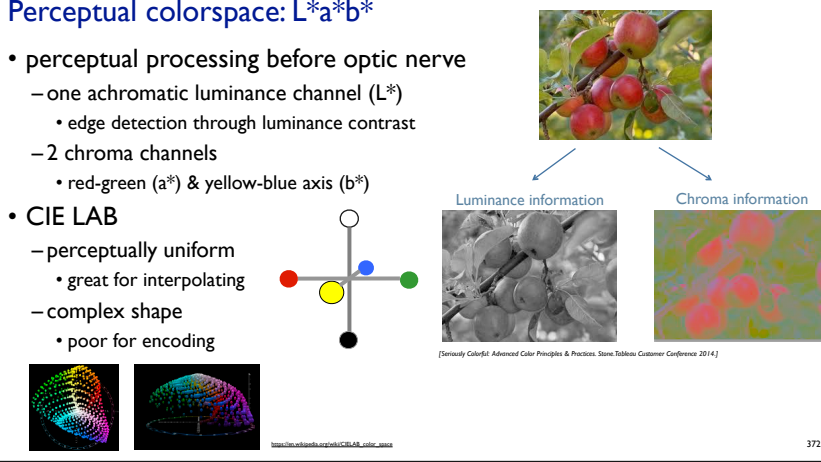 Perceptual colorspace: L*a*b*
• perceptual processing before optic nerve
–one achromatic luminance channel (L*)
• edge detection through luminance contrast
–2 chroma channels
• red-green (a*) & yellow-blue axis (b*)
• CIE LAB
–perceptually uniform
• great for interpolating
–complex shape
• poor for encoding
Luminance information
Chroma information
[Seriously Colorful: Advanced Color Principles & Practices. Stone.Tableau Customer Conference 2014.]
https://en.wikipedia.org/wiki/CIELAB_color_space
372